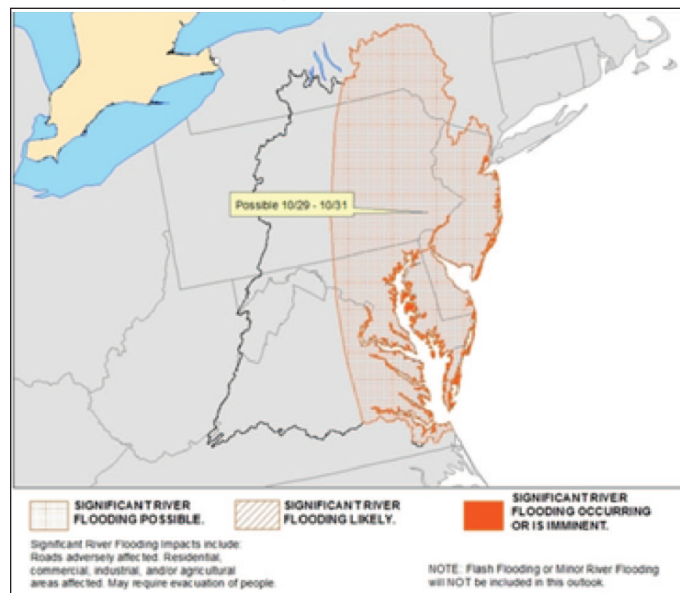 Possible 10/29 - 10/31
SIGNIFICANT RIVER
FLOODING POSSIBLE.
SIGNIFICANT RIVER
FLOODING LIKELY.
SIGNIFICANT RIVER
FLOODING OCCURRING
OR IS IMMINENT.
Significant River Flooding Impacts include:
Roads adversely affected. Residential,
commercial, industrial, and/or agricultural
areas affected. May require evacuation of people.
NOTE: Flash Flooding or Minor River Flooding
will NOT be included in this outlook.